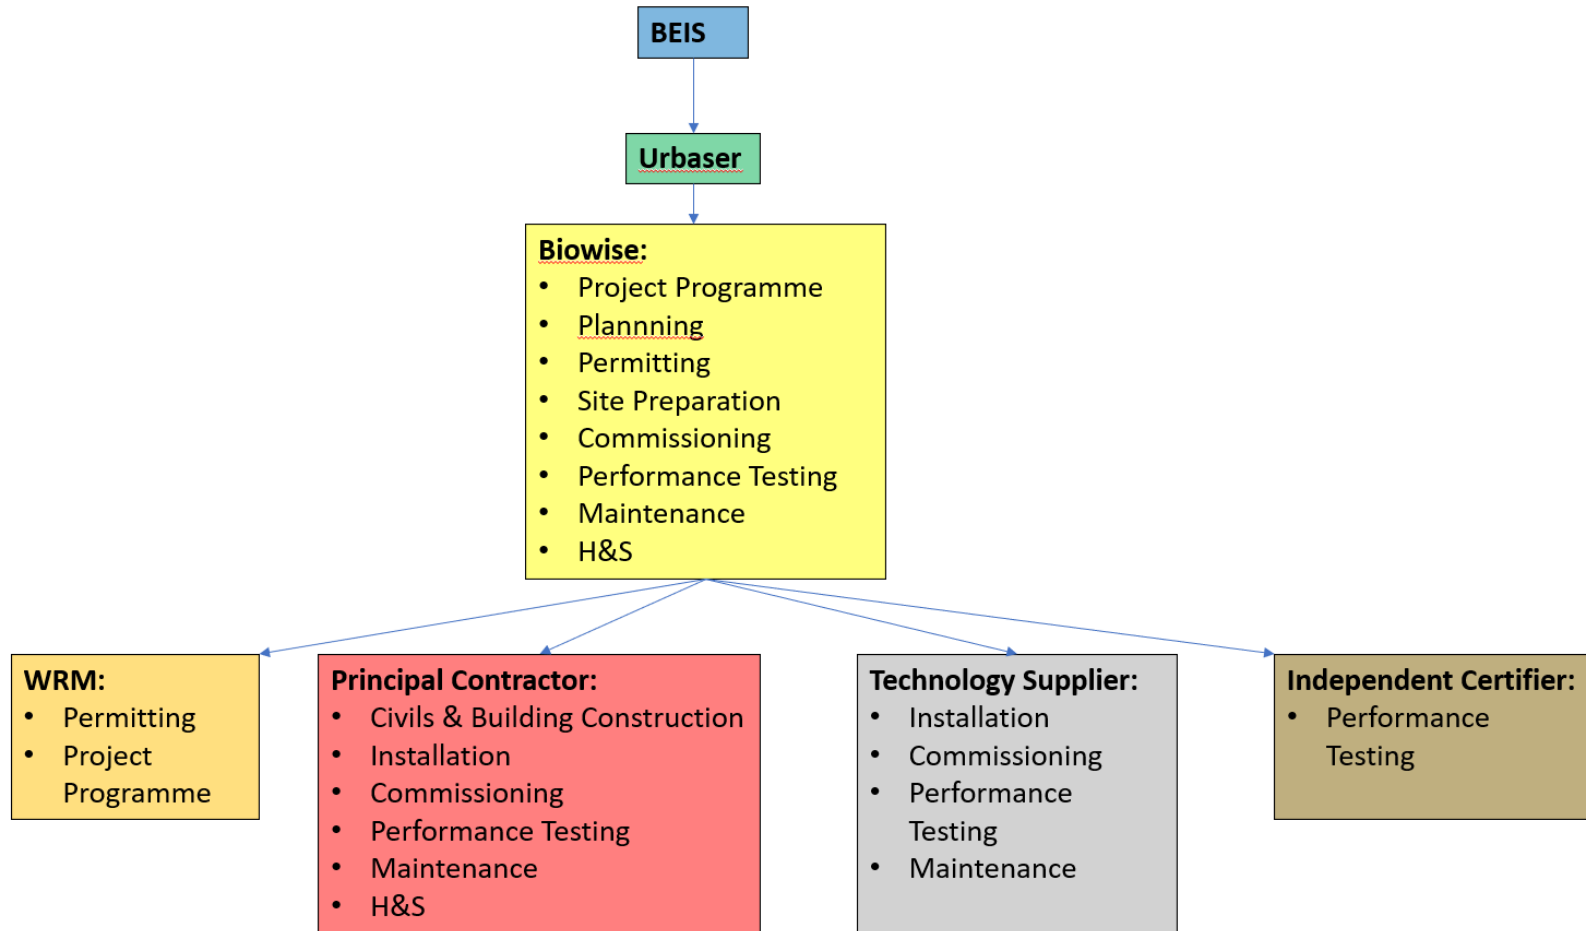 BEIS
Urbaser
Biowise:
• Project Programme
• Plannning
• Permitting
• Site Preparation
• Commissioning
• Performance Testing
• Maintenance
• H&S
WRM:
• Permitting
• Project
Programme
Principal Contractor:
• Civils & Building Construction
• Installation
• Commissioning
• Performance Testing
• Maintenance
• H&S
Technology Supplier:
• Installation
• Commissioning
• Performance
Testing
• Maintenance
Independent Certifier:
• Performance
Testing